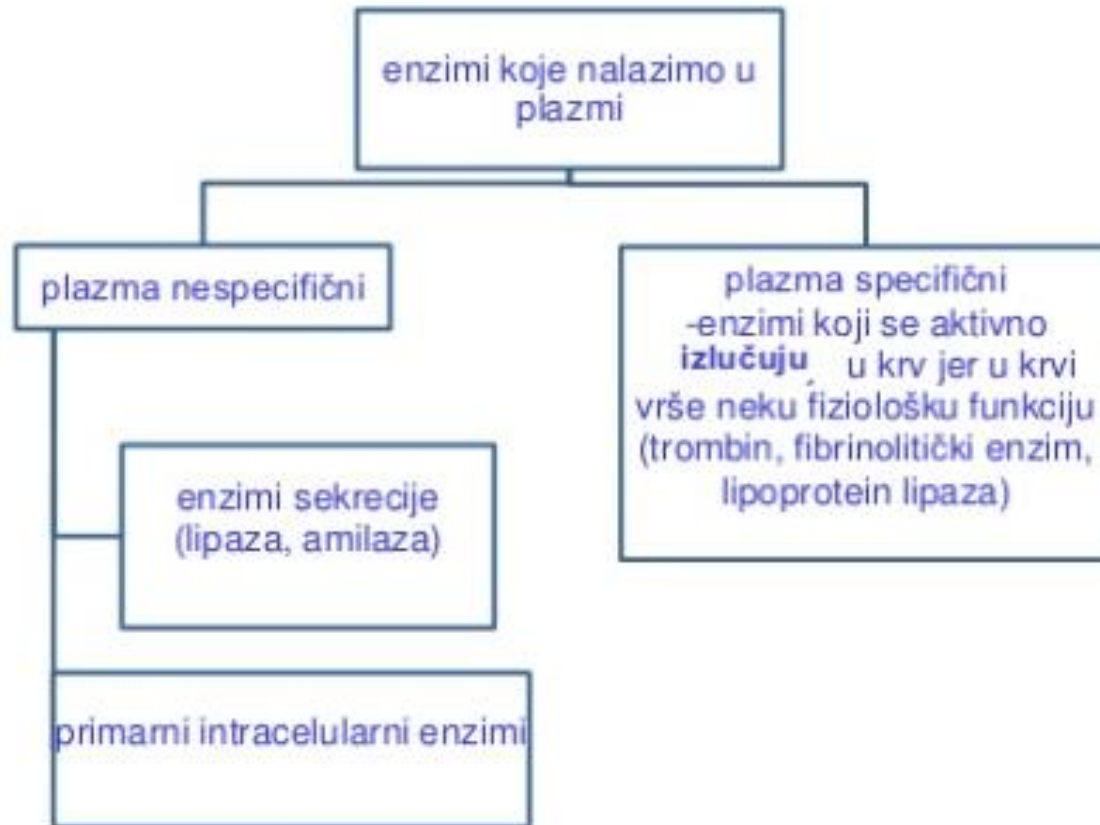 enzimi koje nalazimo u
plazmi
plazma nespecifični
plazma specifični
-enzimi koji se aktivno
izlučuju u krv jer u krvi
vrše neku fiziološku funkciju
(trombin, fibrinolitički enzim,
lipoprotein lipaza)
enzimi sekrecije
(lipaza, amilaza)
primarni intracelularni enzimi